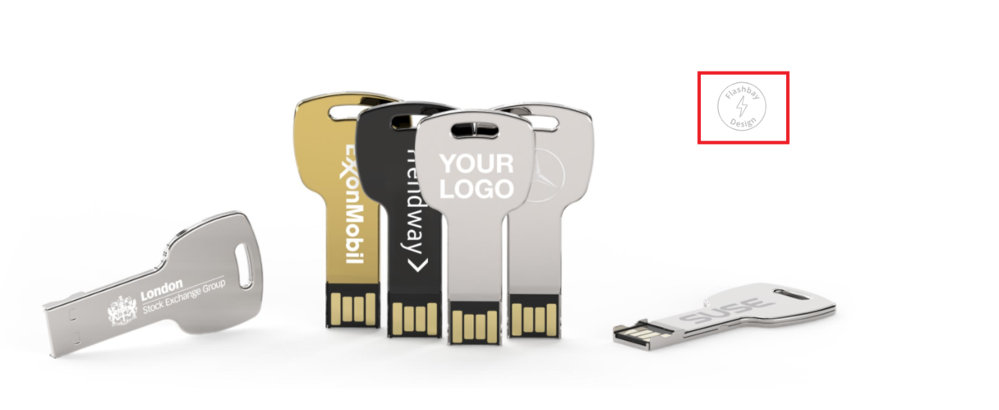 Flashbay
Design
ExxonMobil
Trendway
YOUR
LOGO
London
Stock Exchange Group
SUSE